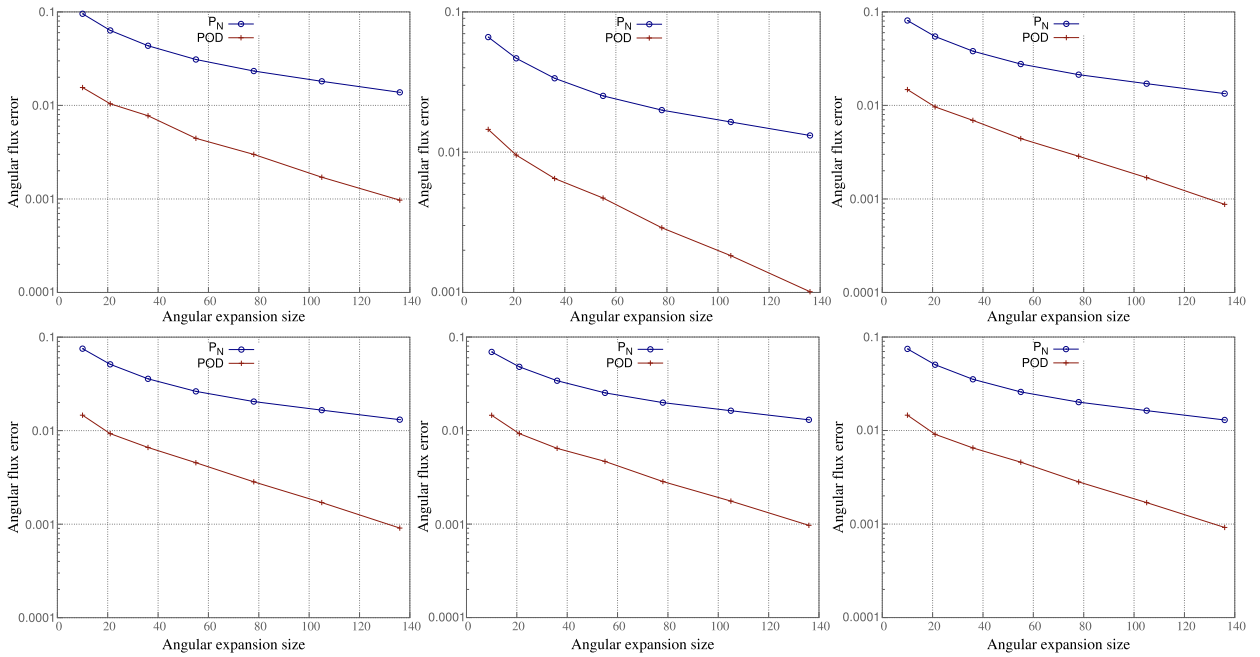 0.1
P_N
POD
0.01
0.001
0.0001
Angular flux error
0 20 40 60 80 100 120 140
Angular expansion size
0.1
P_N
POD
0.01
0.001
Angular flux error
0 20 40 60 80 100 120 140
Angular expansion size
0.1
P_N
POD
0.01
0.001
0.0001
Angular flux error
0 20 40 60 80 100 120 140
Angular expansion size
0.1
P_N
POD
0.01
0.001
0.0001
Angular flux error
0 20 40 60 80 100 120 140
Angular expansion size
0.1
P_N
POD
0.01
0.001
0.0001
Angular flux error
0 20 40 60 80 100 120 140
Angular expansion size
0.1
P_N
POD
0.01
0.001
0.0001
Angular flux error
0 20 40 60 80 100 120 140
Angular expansion size